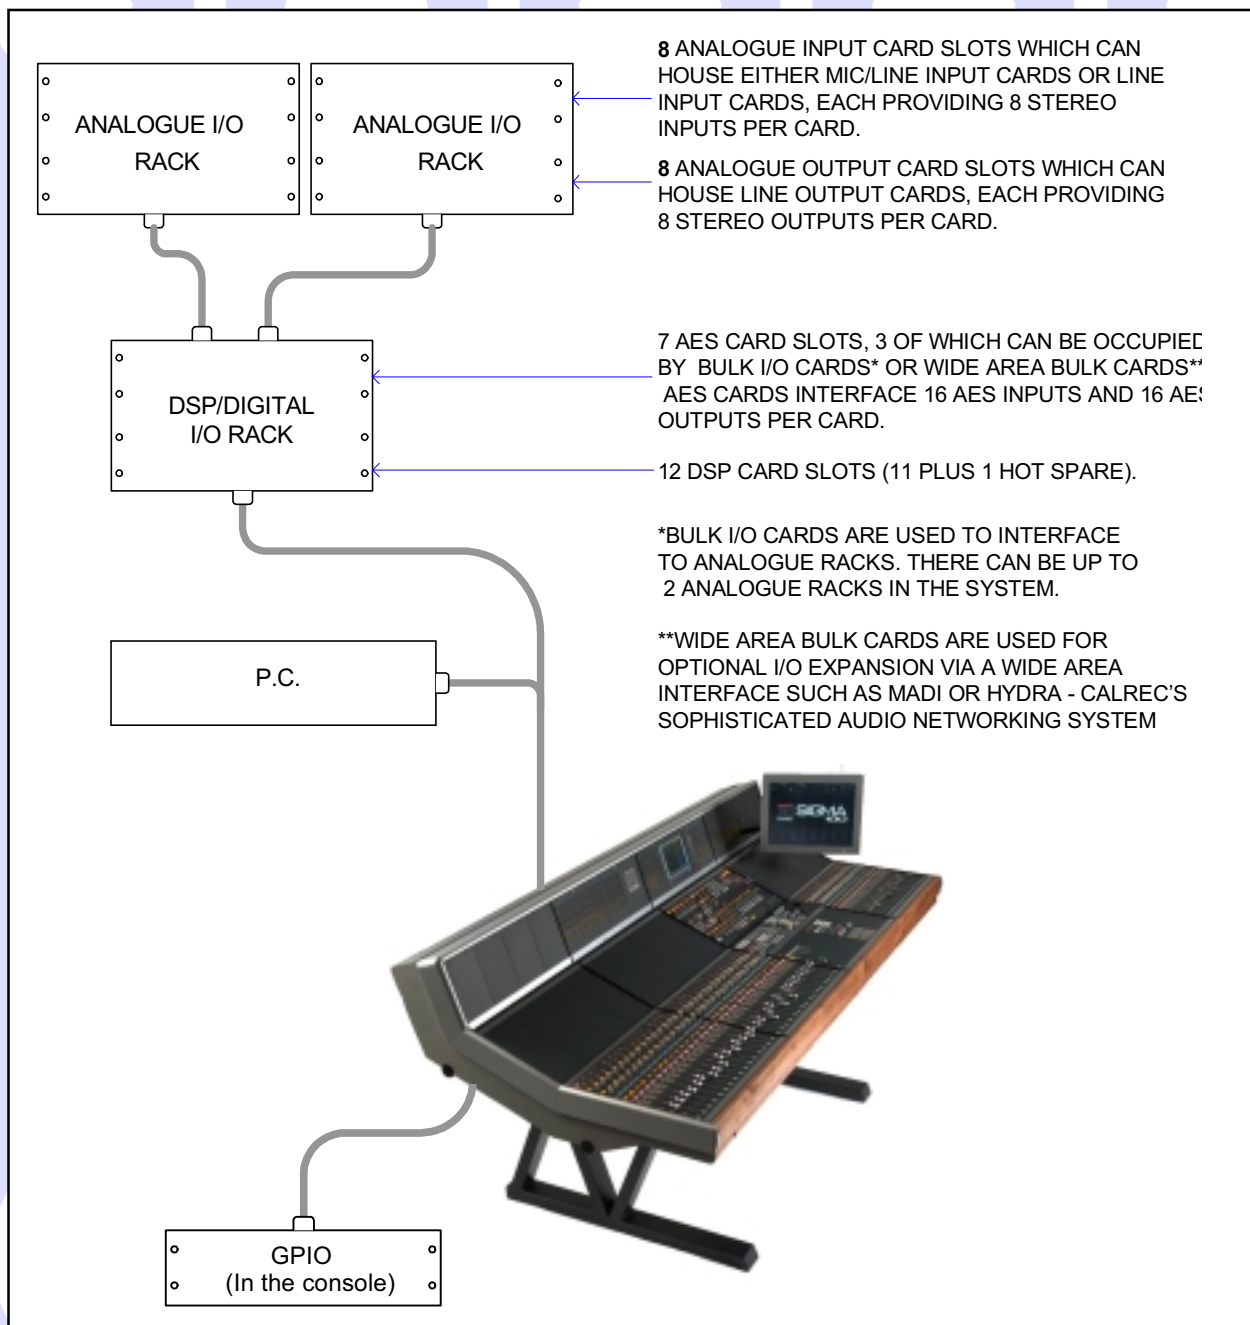 8 ANALOGUE INPUT CARD SLOTS WHICH CAN
HOUSE EITHER MIC/LINE INPUT CARDS OR LINE
INPUT CARDS, EACH PROVIDING 8 STEREO
INPUTS PER CARD.
ANALOGUE I/O
RACK
ANALOGUE I/O
RACK
8 ANALOGUE OUTPUT CARD SLOTS WHICH CAN
HOUSE LINE OUTPUT CARDS, EACH PROVIDING
8 STEREO OUTPUTS PER CARD.
7 AES CARD SLOTS, 3 OF WHICH CAN BE OCCUPIED
BY BULK I/O CARDS* OR WIDE AREA BULK CARDS**
AES CARDS INTERFACE 16 AES INPUTS AND 16 AES
OUTPUTS PER CARD.
DSP/DIGITAL
I/O RACK
12 DSP CARD SLOTS (11 PLUS 1 HOT SPARE).
*BULK I/O CARDS ARE USED TO INTERFACE
TO ANALOGUE RACKS. THERE CAN BE UP TO
2 ANALOGUE RACKS IN THE SYSTEM.
**WIDE AREA BULK CARDS ARE USED FOR
OPTIONAL I/O EXPANSION VIA A WIDE AREA
INTERFACE SUCH AS MADI OR HYDRA - CALREC'S
SOPHISTICATED AUDIO NETWORKING SYSTEM
P.C.
SIGMA
GPIO
(In the console)